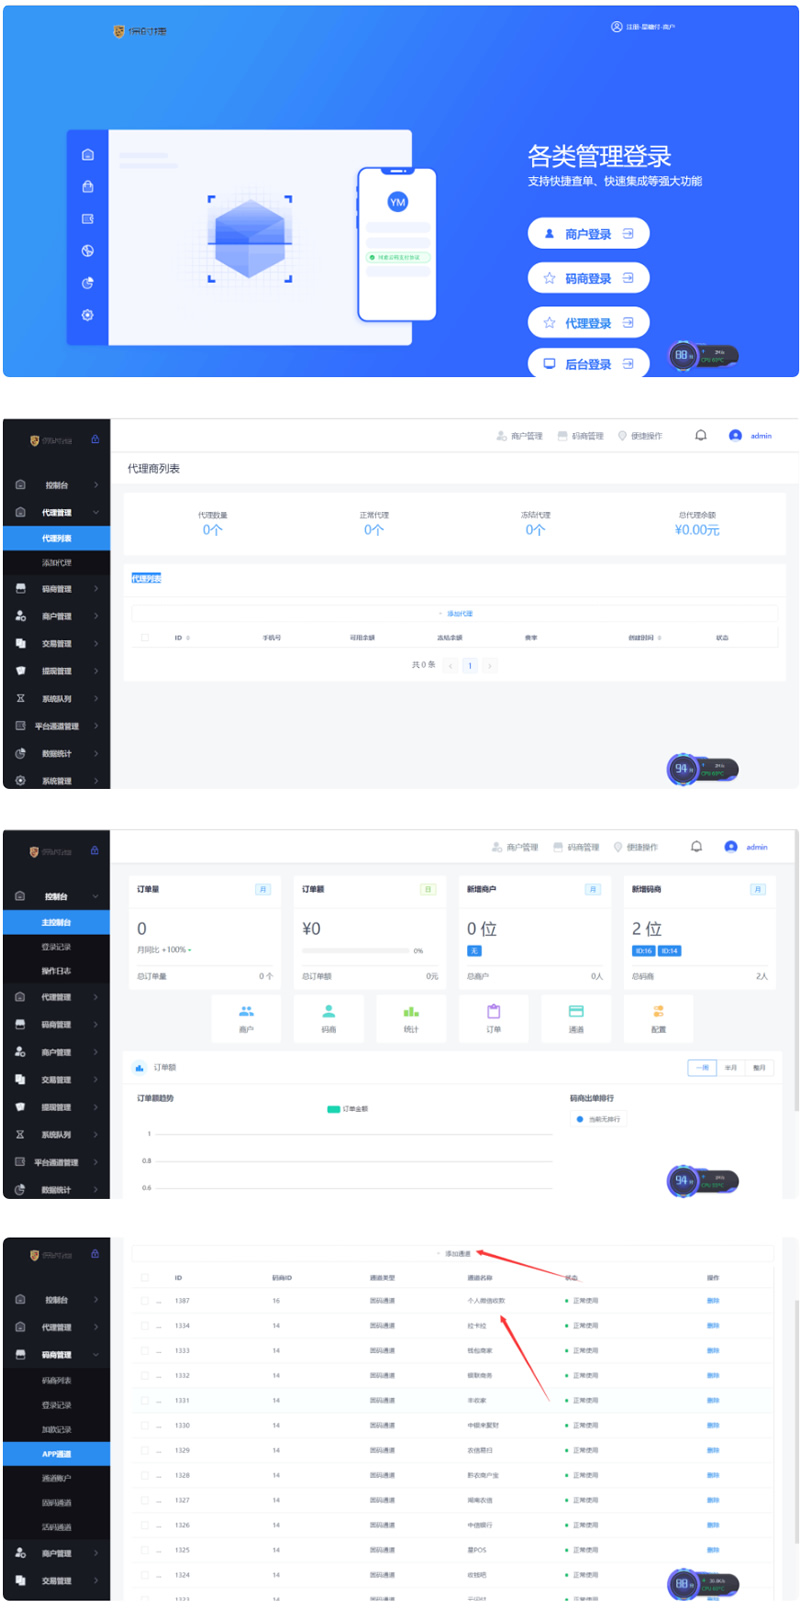 各类管理登录
支持快捷查单、快速集成等强大功能
YM
商户登录
码商登录
代理登录
后台登录
88
商户管理 码商管理 便捷操作 admin
代理商列表
控制台
代理管理
代理列表
添加代理
码商管理
商户管理
交易管理
提现管理
系统队列
平台通道管理
数据统计
系统管理
代理数量 正常代理 冻结代理 总代理余额
0个 0个 0个 ¥0.00元
代理列表
添加代理
ID 手机号 可用余额 冻结余额 费率 创建时间 状态
共 0 条 1
94
商户管理 码商管理 便捷操作 admin
控制台
主控制台
登录记录
操作日志
代理管理
码商管理
商户管理
交易管理
提现管理
系统队列
平台通道管理
数据统计
订单量 月 订单额 日 新增商户 月 新增码商 月
0 ¥0 0 位 2 位
月同比 +100% 0% 无 ID:16 ID:14
总订单量 0 个 总订单额 0元 总商户 0人 总码商 2人
商户 码商 统计 订单 通道 配置
订单额 一周 半月 整月
订单额趋势 码商出单排行
订单金额 当前无排行
1
0.8
0.6
94
控制台
代理管理
码商管理
码商列表
登录记录
加款记录
APP通道
通道账户
固码通道
活码通道
商户管理
交易管理
添加通道
ID 码商ID 通道类型 通道名称 状态 操作
1387 16 固码通道 个人微信收款 正常使用 删除
1334 14 固码通道 拉卡拉 正常使用 删除
1333 14 固码通道 钱包商家 正常使用 删除
1332 14 固码通道 银联商务 正常使用 删除
1331 14 固码通道 丰收家 正常使用 删除
1330 14 固码通道 中银来聚财 正常使用 删除
1329 14 固码通道 农信易扫 正常使用 删除
1328 14 固码通道 黔农商户宝 正常使用 删除
1327 14 固码通道 湖南农信 正常使用 删除
1326 14 固码通道 中信银行 正常使用 删除
1325 14 固码通道 星POS 正常使用 删除
1324 14 固码通道 收钱吧 正常使用 删除
88